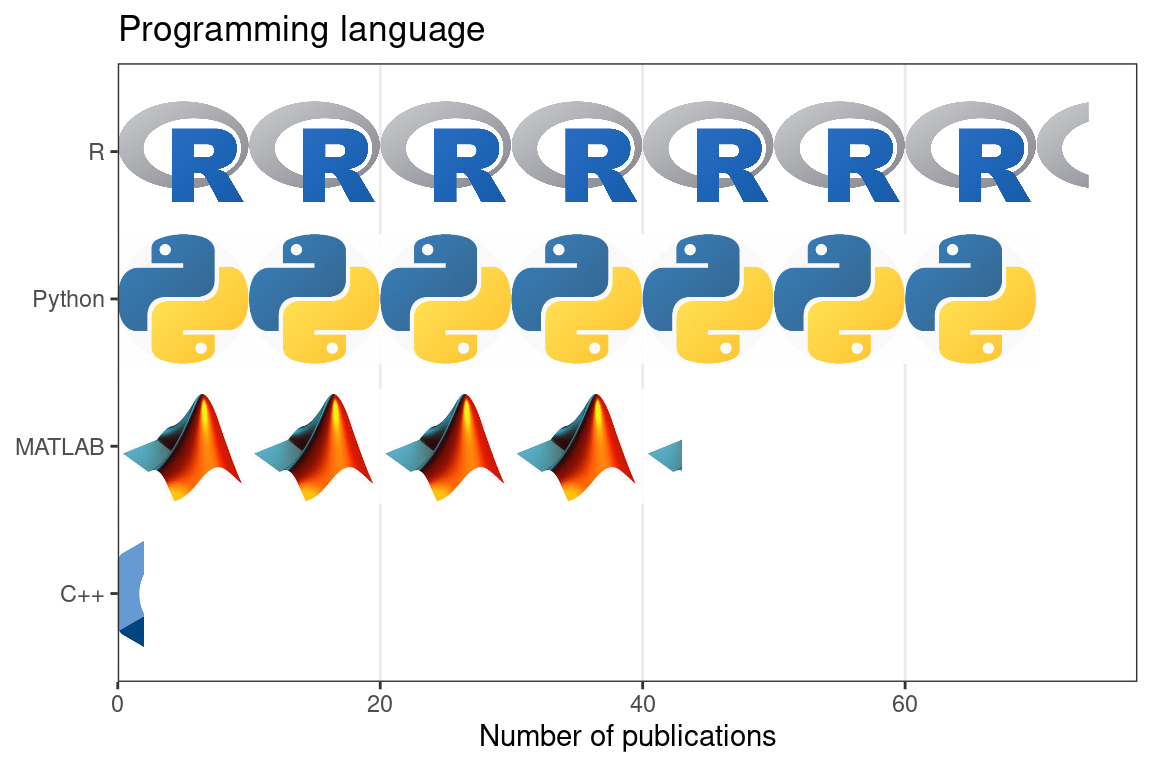 Programming language
R
R R R R R R R
Python
MATLAB
C++
0 20 40 60
Number of publications